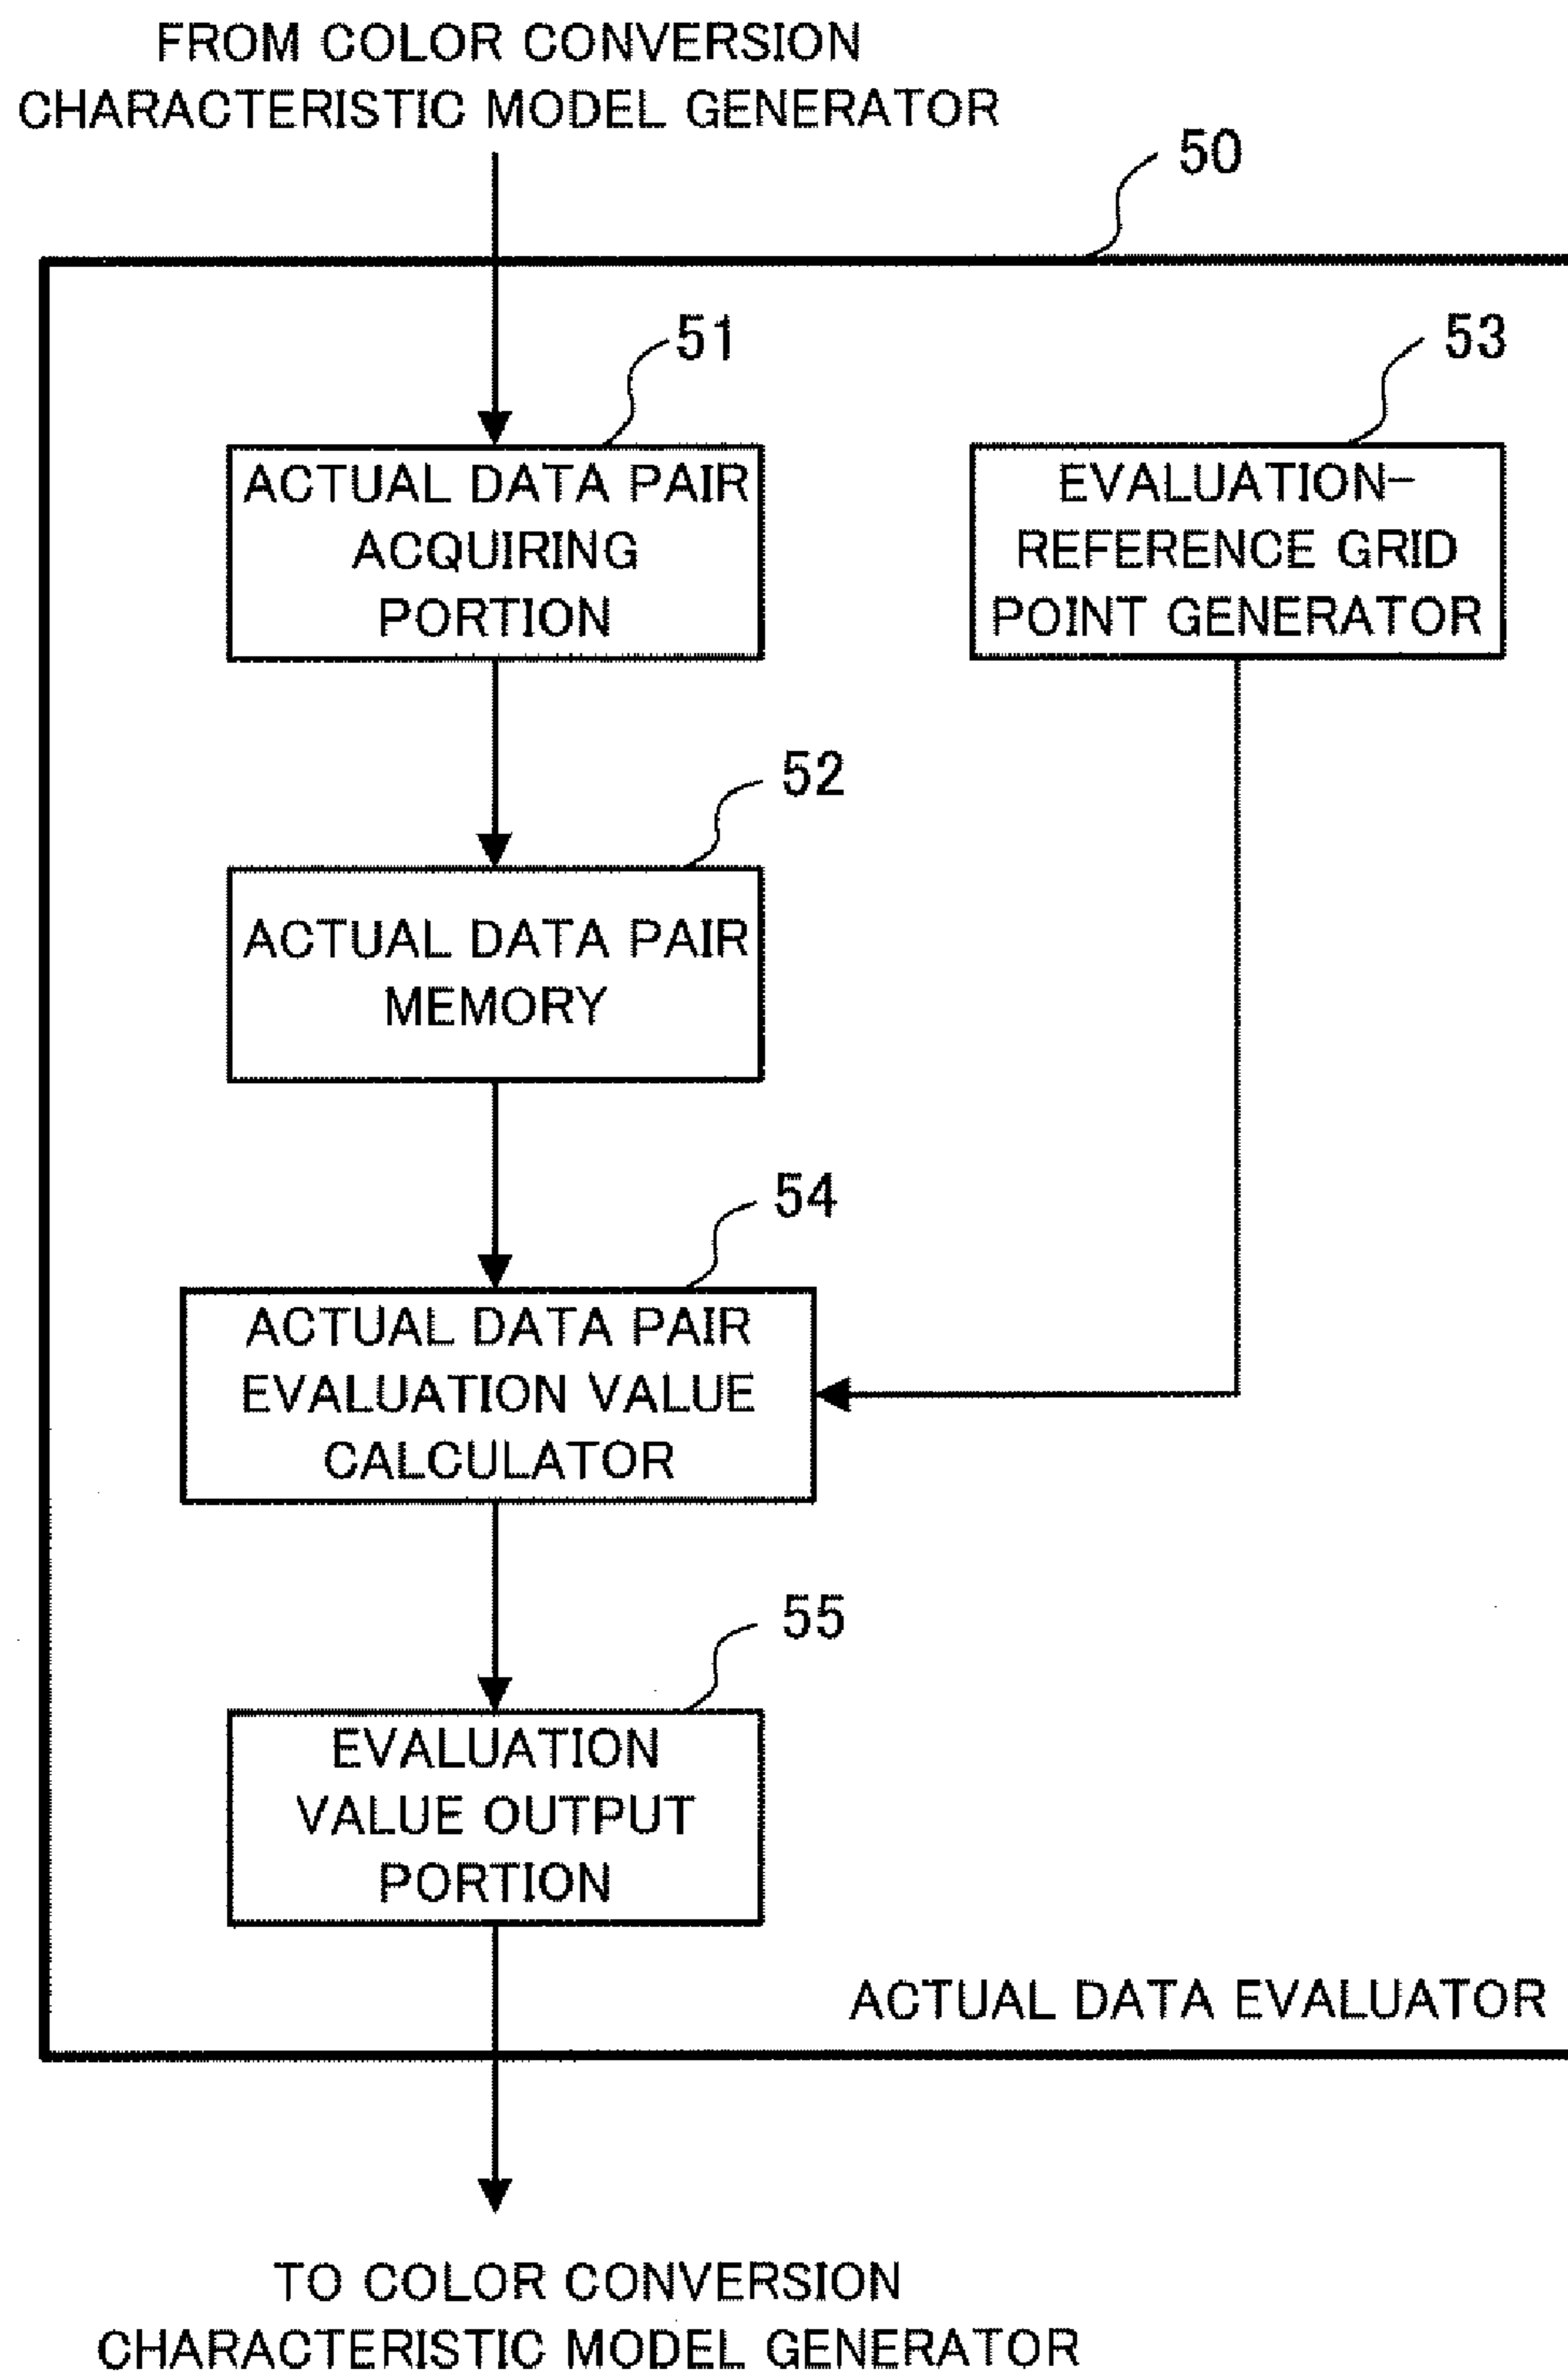 FROM COLOR CONVERSION
CHARACTERISTIC MODEL GENERATOR
50
51
53
ACTUAL DATA PAIR
ACQUIRING
PORTION
EVALUATION-
REFERENCE GRID
POINT GENERATOR
52
ACTUAL DATA PAIR
MEMORY
54
ACTUAL DATA PAIR
EVALUATION VALUE
CALCULATOR
55
EVALUATION
VALUE OUTPUT
PORTION
ACTUAL DATA EVALUATOR
TO COLOR CONVERSION
CHARACTERISTIC MODEL GENERATOR